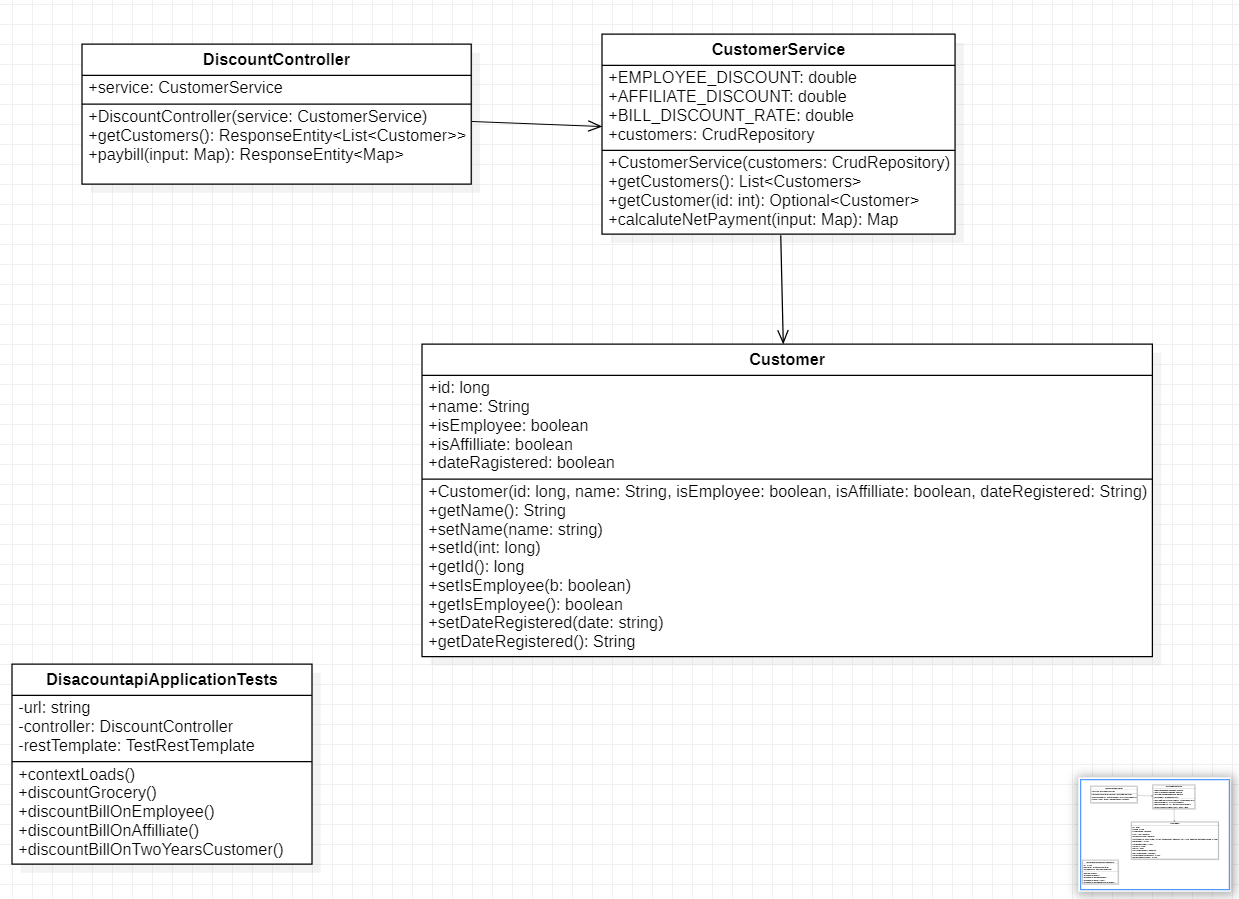 DiscountController
+service: CustomerService
+DiscountController(service: CustomerService)
+getCustomers(): ResponseEntity<List<Customer>>
+paybill(input: Map): ResponseEntity<Map>
CustomerService
+EMPLOYEE_DISCOUNT: double
+AFFILIATE_DISCOUNT: double
+BILL_DISCOUNT_RATE: double
+customers: CrudRepository
+CustomerService(customers: CrudRepository)
+getCustomers(): List<Customers>
+getCustomer(id: int): Optional<Customer>
+calcaluteNetPayment(input: Map): Map
Customer
+id: long
+name: String
+isEmployee: boolean
+isAffilliate: boolean
+dateRagistered: boolean
+Customer(id: long, name: String, isEmployee: boolean, isAffilliate: boolean, dateRegistered: String)
+getName(): String
+setName(name: string)
+setId(int: long)
+getId(): long
+setIsEmployee(b: boolean)
+getIsEmployee(): boolean
+setDateRegistered(date: string)
+getDateRegistered(): String
DisacountapiApplicationTests
-url: string
-controller: DiscountController
-restTemplate: TestRestTemplate
+contextLoads()
+discountGrocery()
+discountBillOnEmployee()
+discountBillOnAffilliate()
+discountBillOnTwoYearsCustomer()